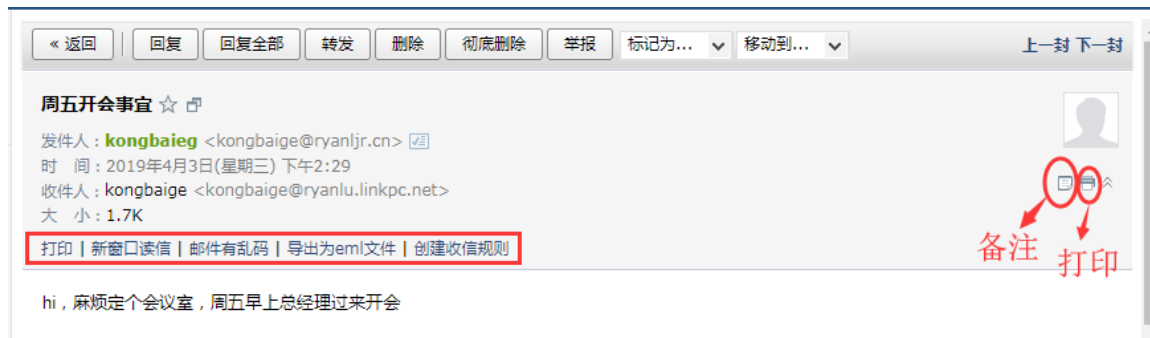 « 返回 回复 回复全部 转发 删除 彻底删除 举报 标记为... 移动到... 上一封 下一封
周五开会事宜
发件人：kongbaieg <kongbaige@ryanljr.cn>
时 间：2019年4月3日(星期三) 下午2:29
收件人：kongbaige <kongbaige@ryanlu.linkpc.net>
大 小：1.7K
打印 | 新窗口读信 | 邮件有乱码 | 导出为eml文件 | 创建收信规则
备注 打印
hi，麻烦定个会议室，周五早上总经理过来开会